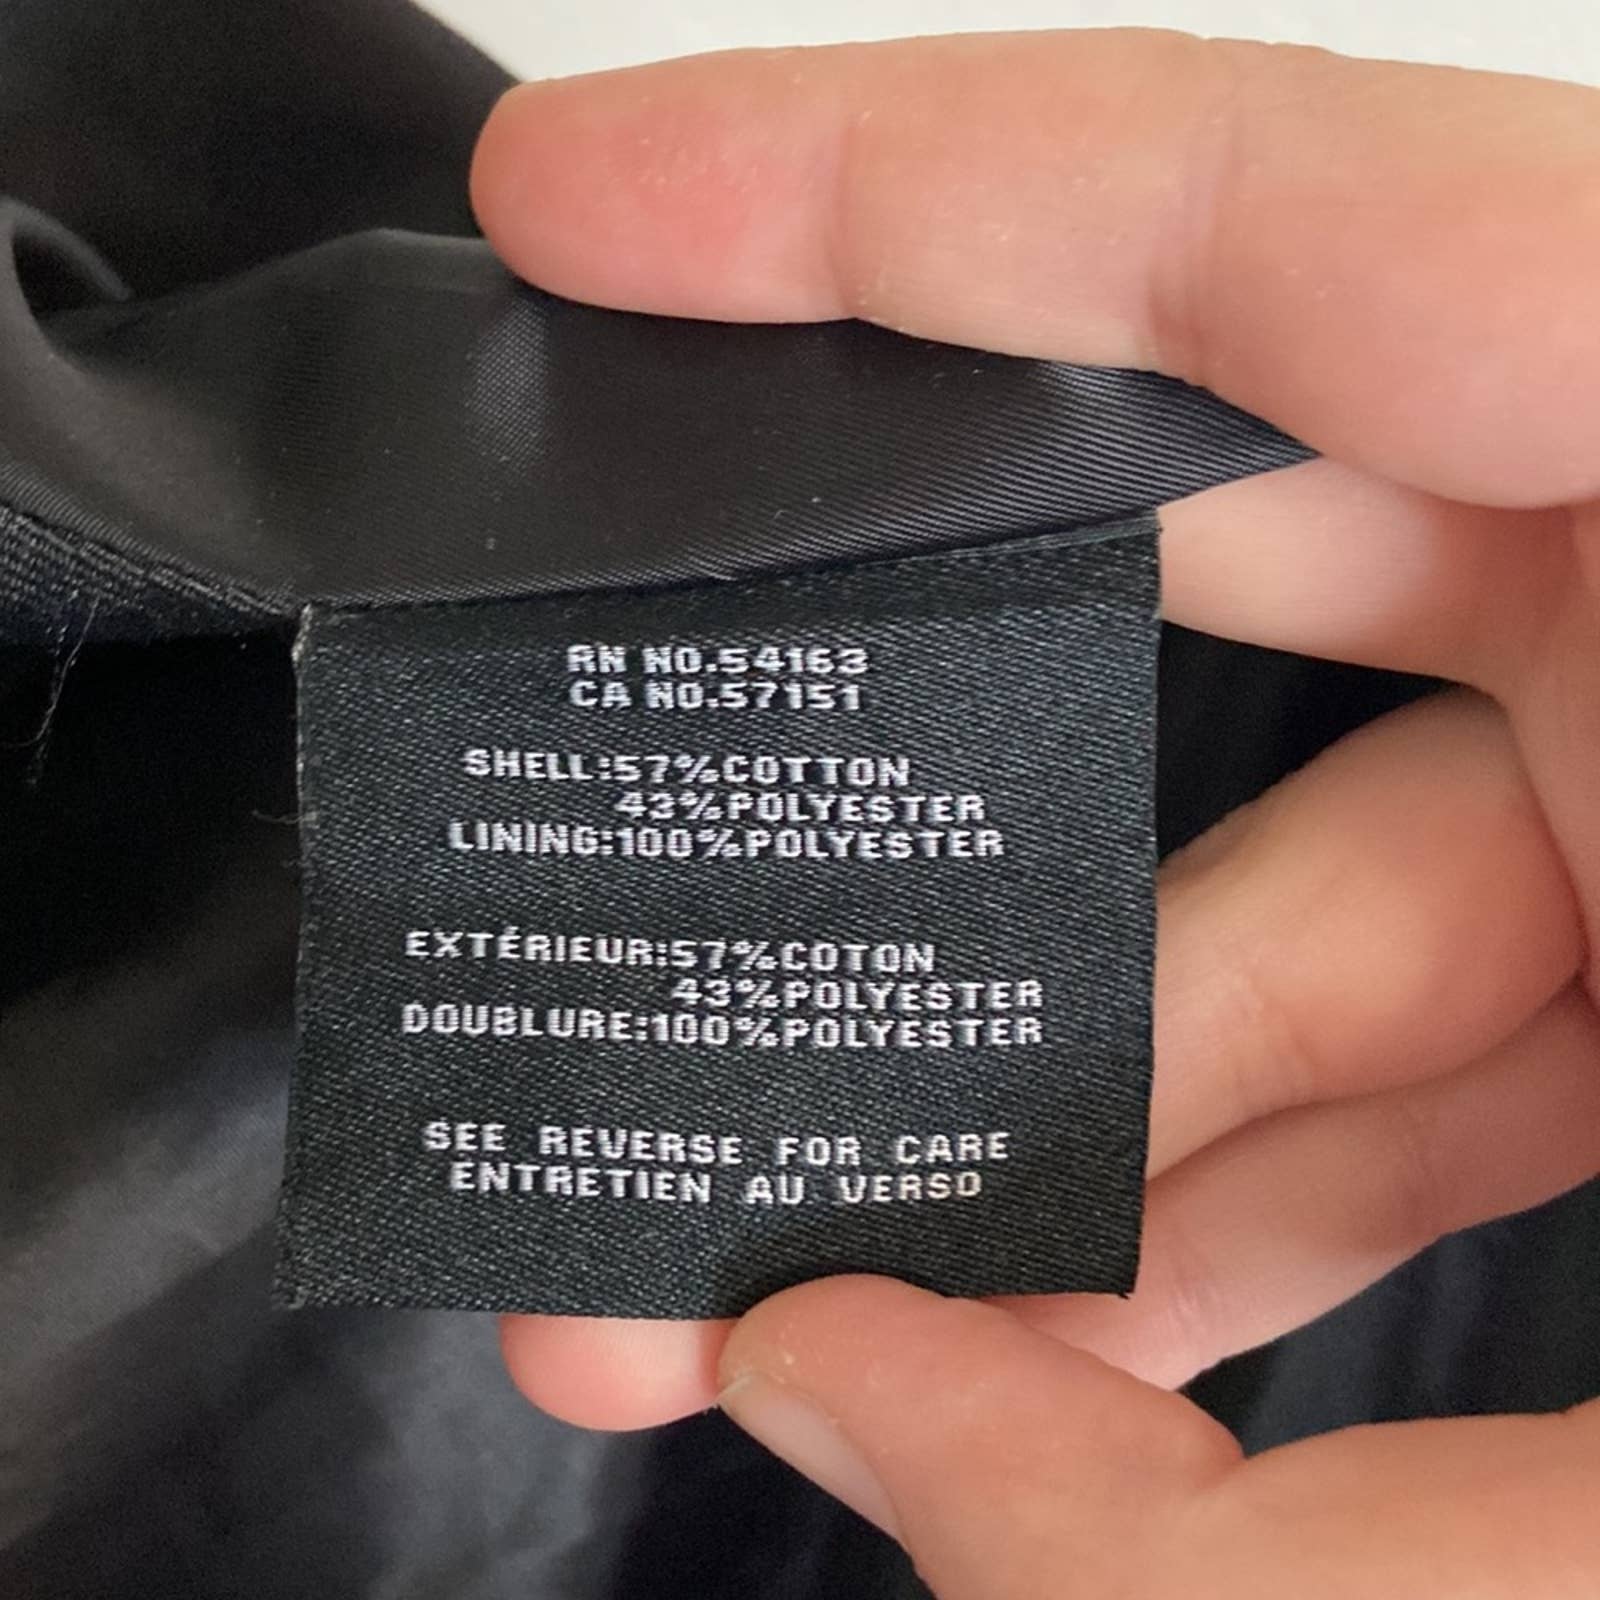 RN NO.54163
CA NO.57151
SHELL:57%COTTON
43%POLYESTER
LINING:100%POLYESTER
EXTÉRIEUR:57%COTON
43%POLYESTER
DOUBLURE:100%POLYESTER
SEE REVERSE FOR CARE
ENTRETIEN AU VERSO